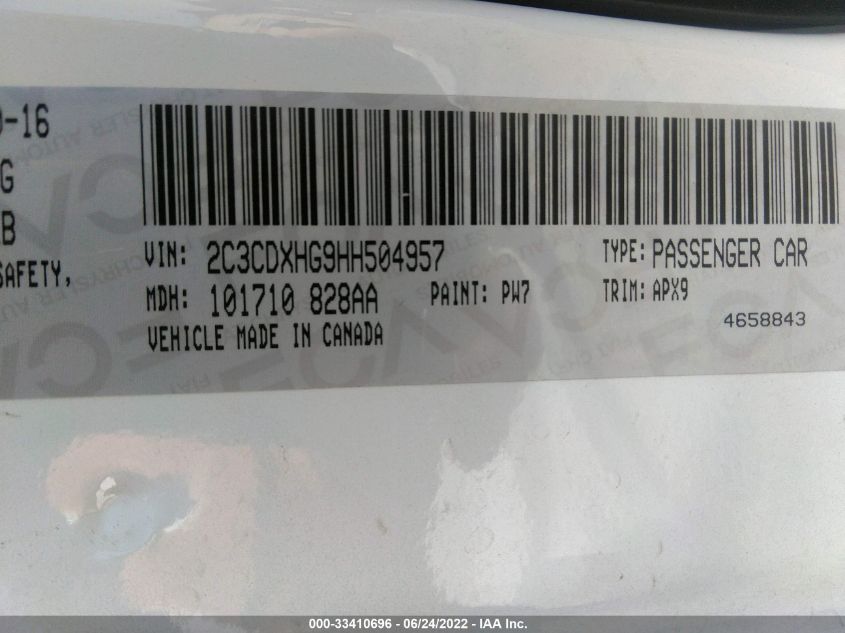 0-16
G
B
SAFETY,
VIN: 2C3CDXHG9HH504957 TYPE: PASSENGER CAR
MDH: 101710 828AA PAINT: PW7 TRIM: APX9
VEHICLE MADE IN CANADA 4658843
000-33410696 - 06/24/2022 - IAA Inc.